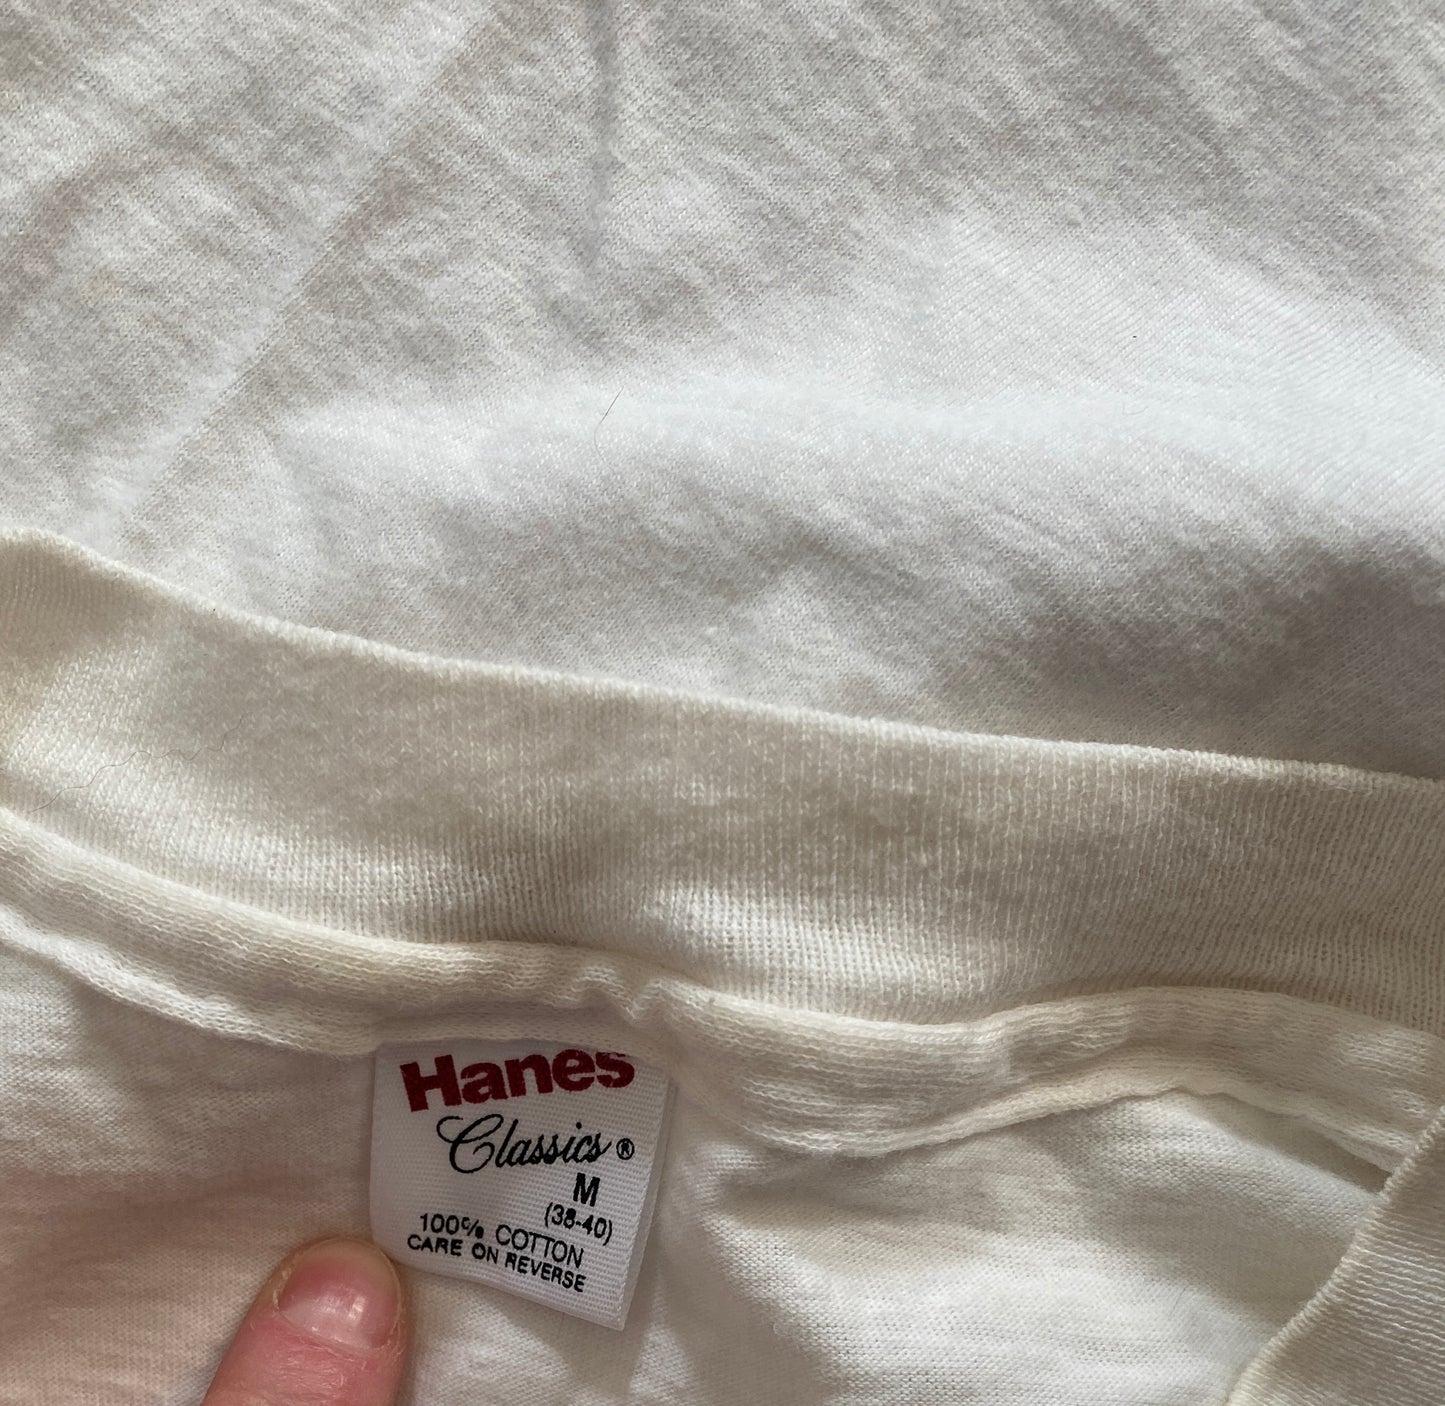 Hanes
Classics®
M
(38-40)
100% COTTON
CARE ON REVERSE